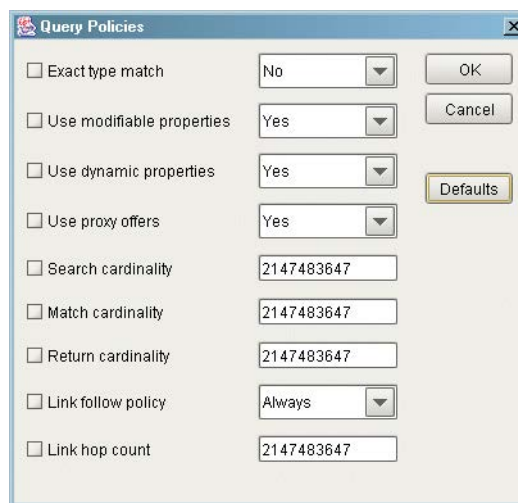 Query Policies
Exact type match No OK
Use modifiable properties Yes Cancel
Use dynamic properties Yes Defaults
Use proxy offers Yes
Search cardinality 2147483647
Match cardinality 2147483647
Return cardinality 2147483647
Link follow policy Always
Link hop count 2147483647